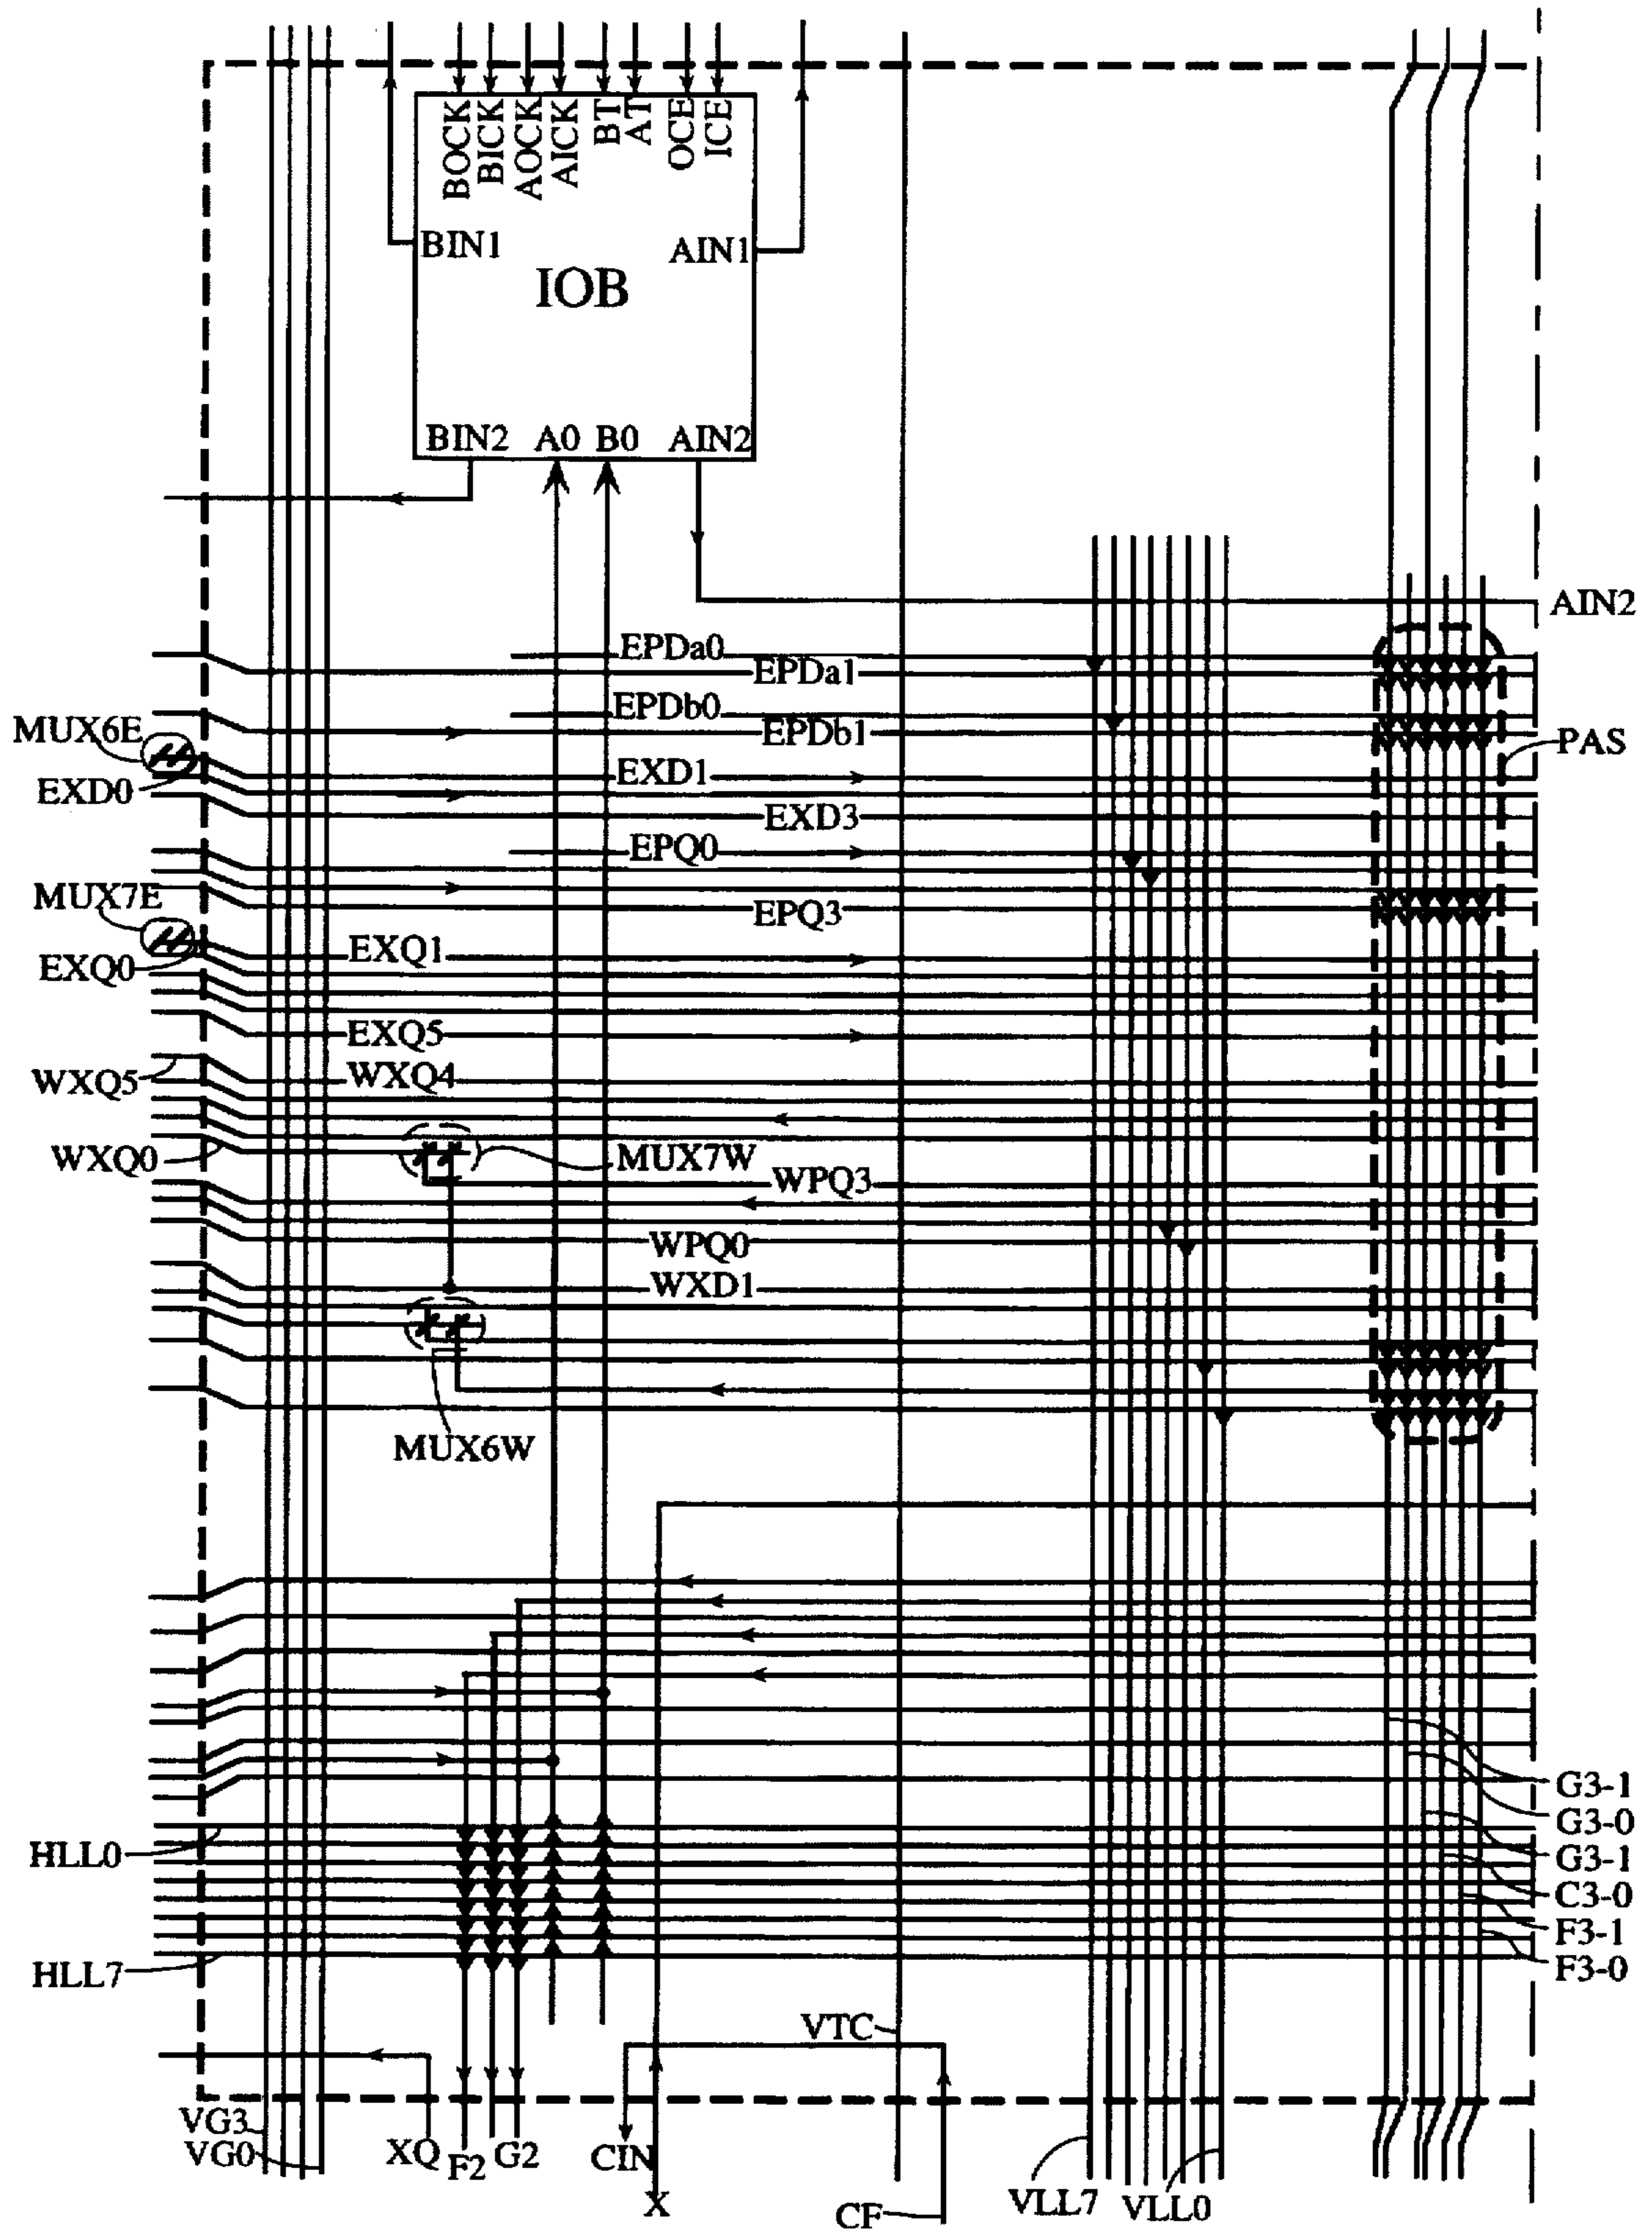 BOCK
BICK
AOCK
AICK
BT
AT
OCE
ICE
BIN1
AIN1
IOB
BIN2 A0 B0 AIN2
AIN2
EPDa0
EPDa1
EPDb0
MUX6E
EPDb1
PAS
EXD1
EXD0
EXD3
EPQ0
MUX7E
EPQ3
EXQ1
EXQ0
EXQ5
WXQ5
WXQ4
WXQ0
MUX7W
WPQ3
WPQ0
WXD1
MUX6W
G3-1
G3-0
HLL0
G3-1
C3-0
F3-1
HLL7
F3-0
VTC
VG3
VG0
XQ
F2
G2
CIN
X
CF
VLL7
VLL0